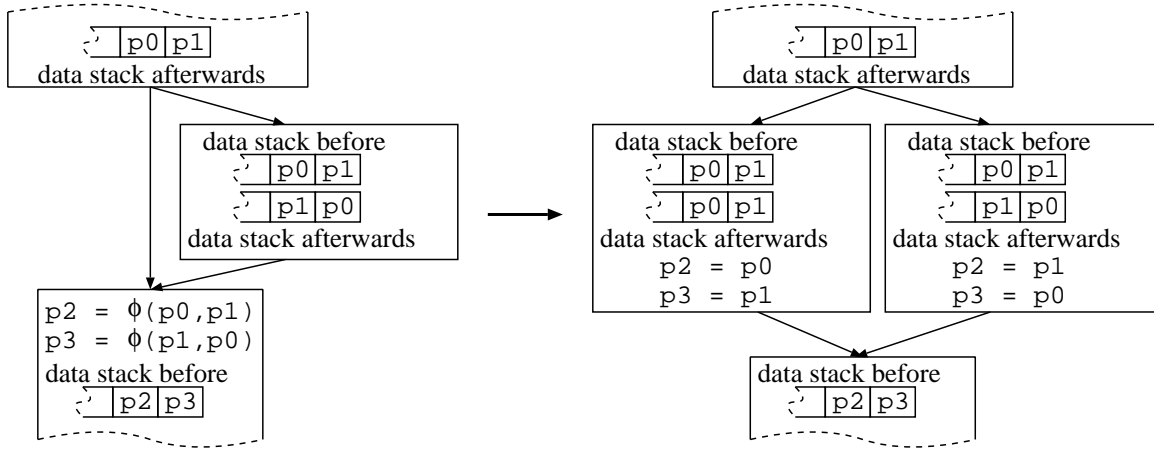 p0 p1
data stack afterwards
data stack before
p0 p1
p1 p0
data stack afterwards
p2 = ϕ(p0,p1)
p3 = ϕ(p1,p0)
data stack before
p2 p3
p0 p1
data stack afterwards
data stack before
p0 p1
p0 p1
data stack afterwards
p2 = p0
p3 = p1
data stack before
p0 p1
p1 p0
data stack afterwards
p2 = p1
p3 = p0
data stack before
p2 p3